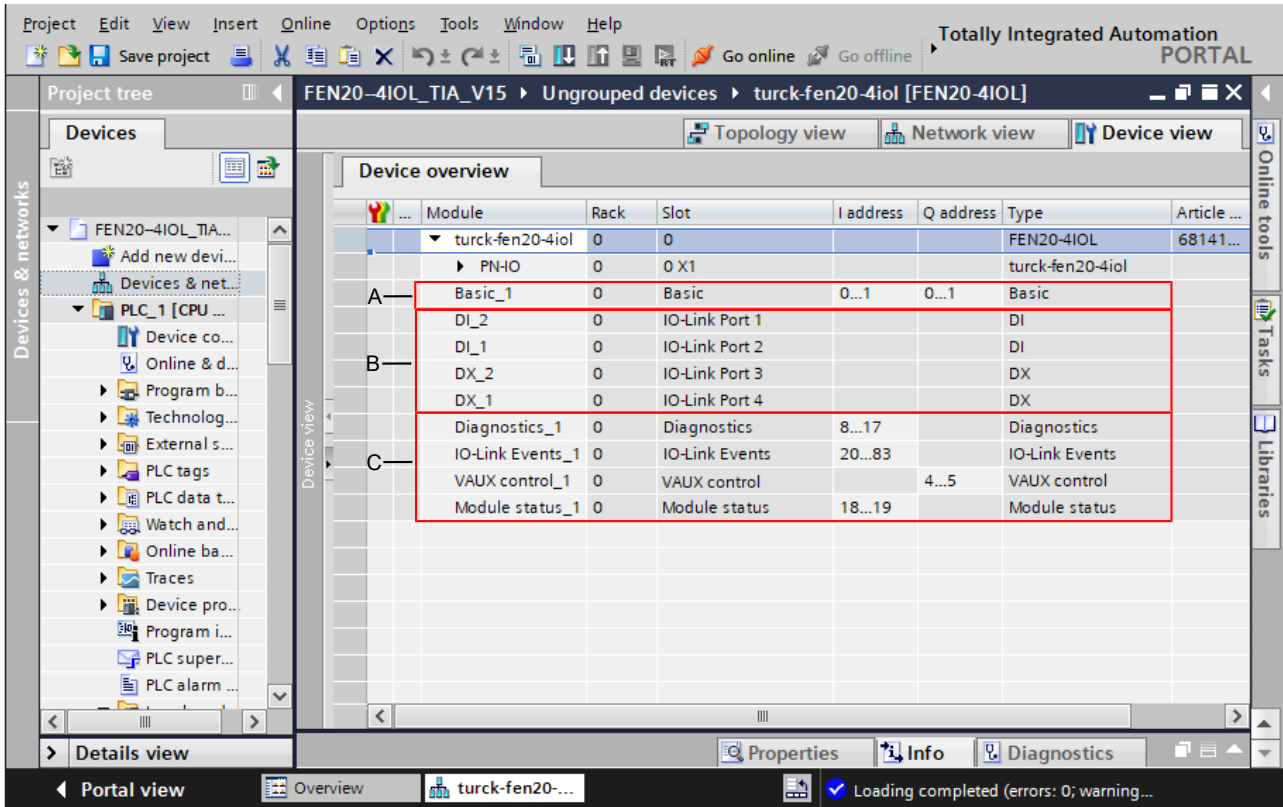 Project Edit View Insert Online Options Tools Window Help
Totally Integrated Automation
PORTAL
Save project Go online Go offline
Project tree
FEN20--4IOL_TIA_V15 Ungrouped devices turck-fen20-4iol [FEN20-4IOL]
Devices
Topology view Network view Device view
Device overview
Devices & networks
Device view
Online tools
Tasks
Libraries
FEN20--4IOL_TIA...
Add new devi...
Devices & net...
PLC_1 [CPU ...
Device co...
Online & d...
Program b...
Technolog...
External s...
PLC tags
PLC data t...
Watch and...
Online ba...
Traces
Device pro...
Program i...
PLC super...
PLC alarm ...
... Module Rack Slot I address Q address Type Article ...
turck-fen20-4iol 0 0 FEN20-4IOL 68141...
PN-IO 0 0 X1 turck-fen20-4iol
A Basic_1 0 Basic 0...1 0...1 Basic
DI_2 0 IO-Link Port 1 DI
DI_1 0 IO-Link Port 2 DI
B
DX_2 0 IO-Link Port 3 DX
DX_1 0 IO-Link Port 4 DX
Diagnostics_1 0 Diagnostics 8...17 Diagnostics
IO-Link Events_1 0 IO-Link Events 20...83 IO-Link Events
C
VAUX control_1 0 VAUX control 4...5 VAUX control
Module status_1 0 Module status 18...19 Module status
Details view
Properties Info Diagnostics
Portal view Overview turck-fen20-... Loading completed (errors: 0; warning...